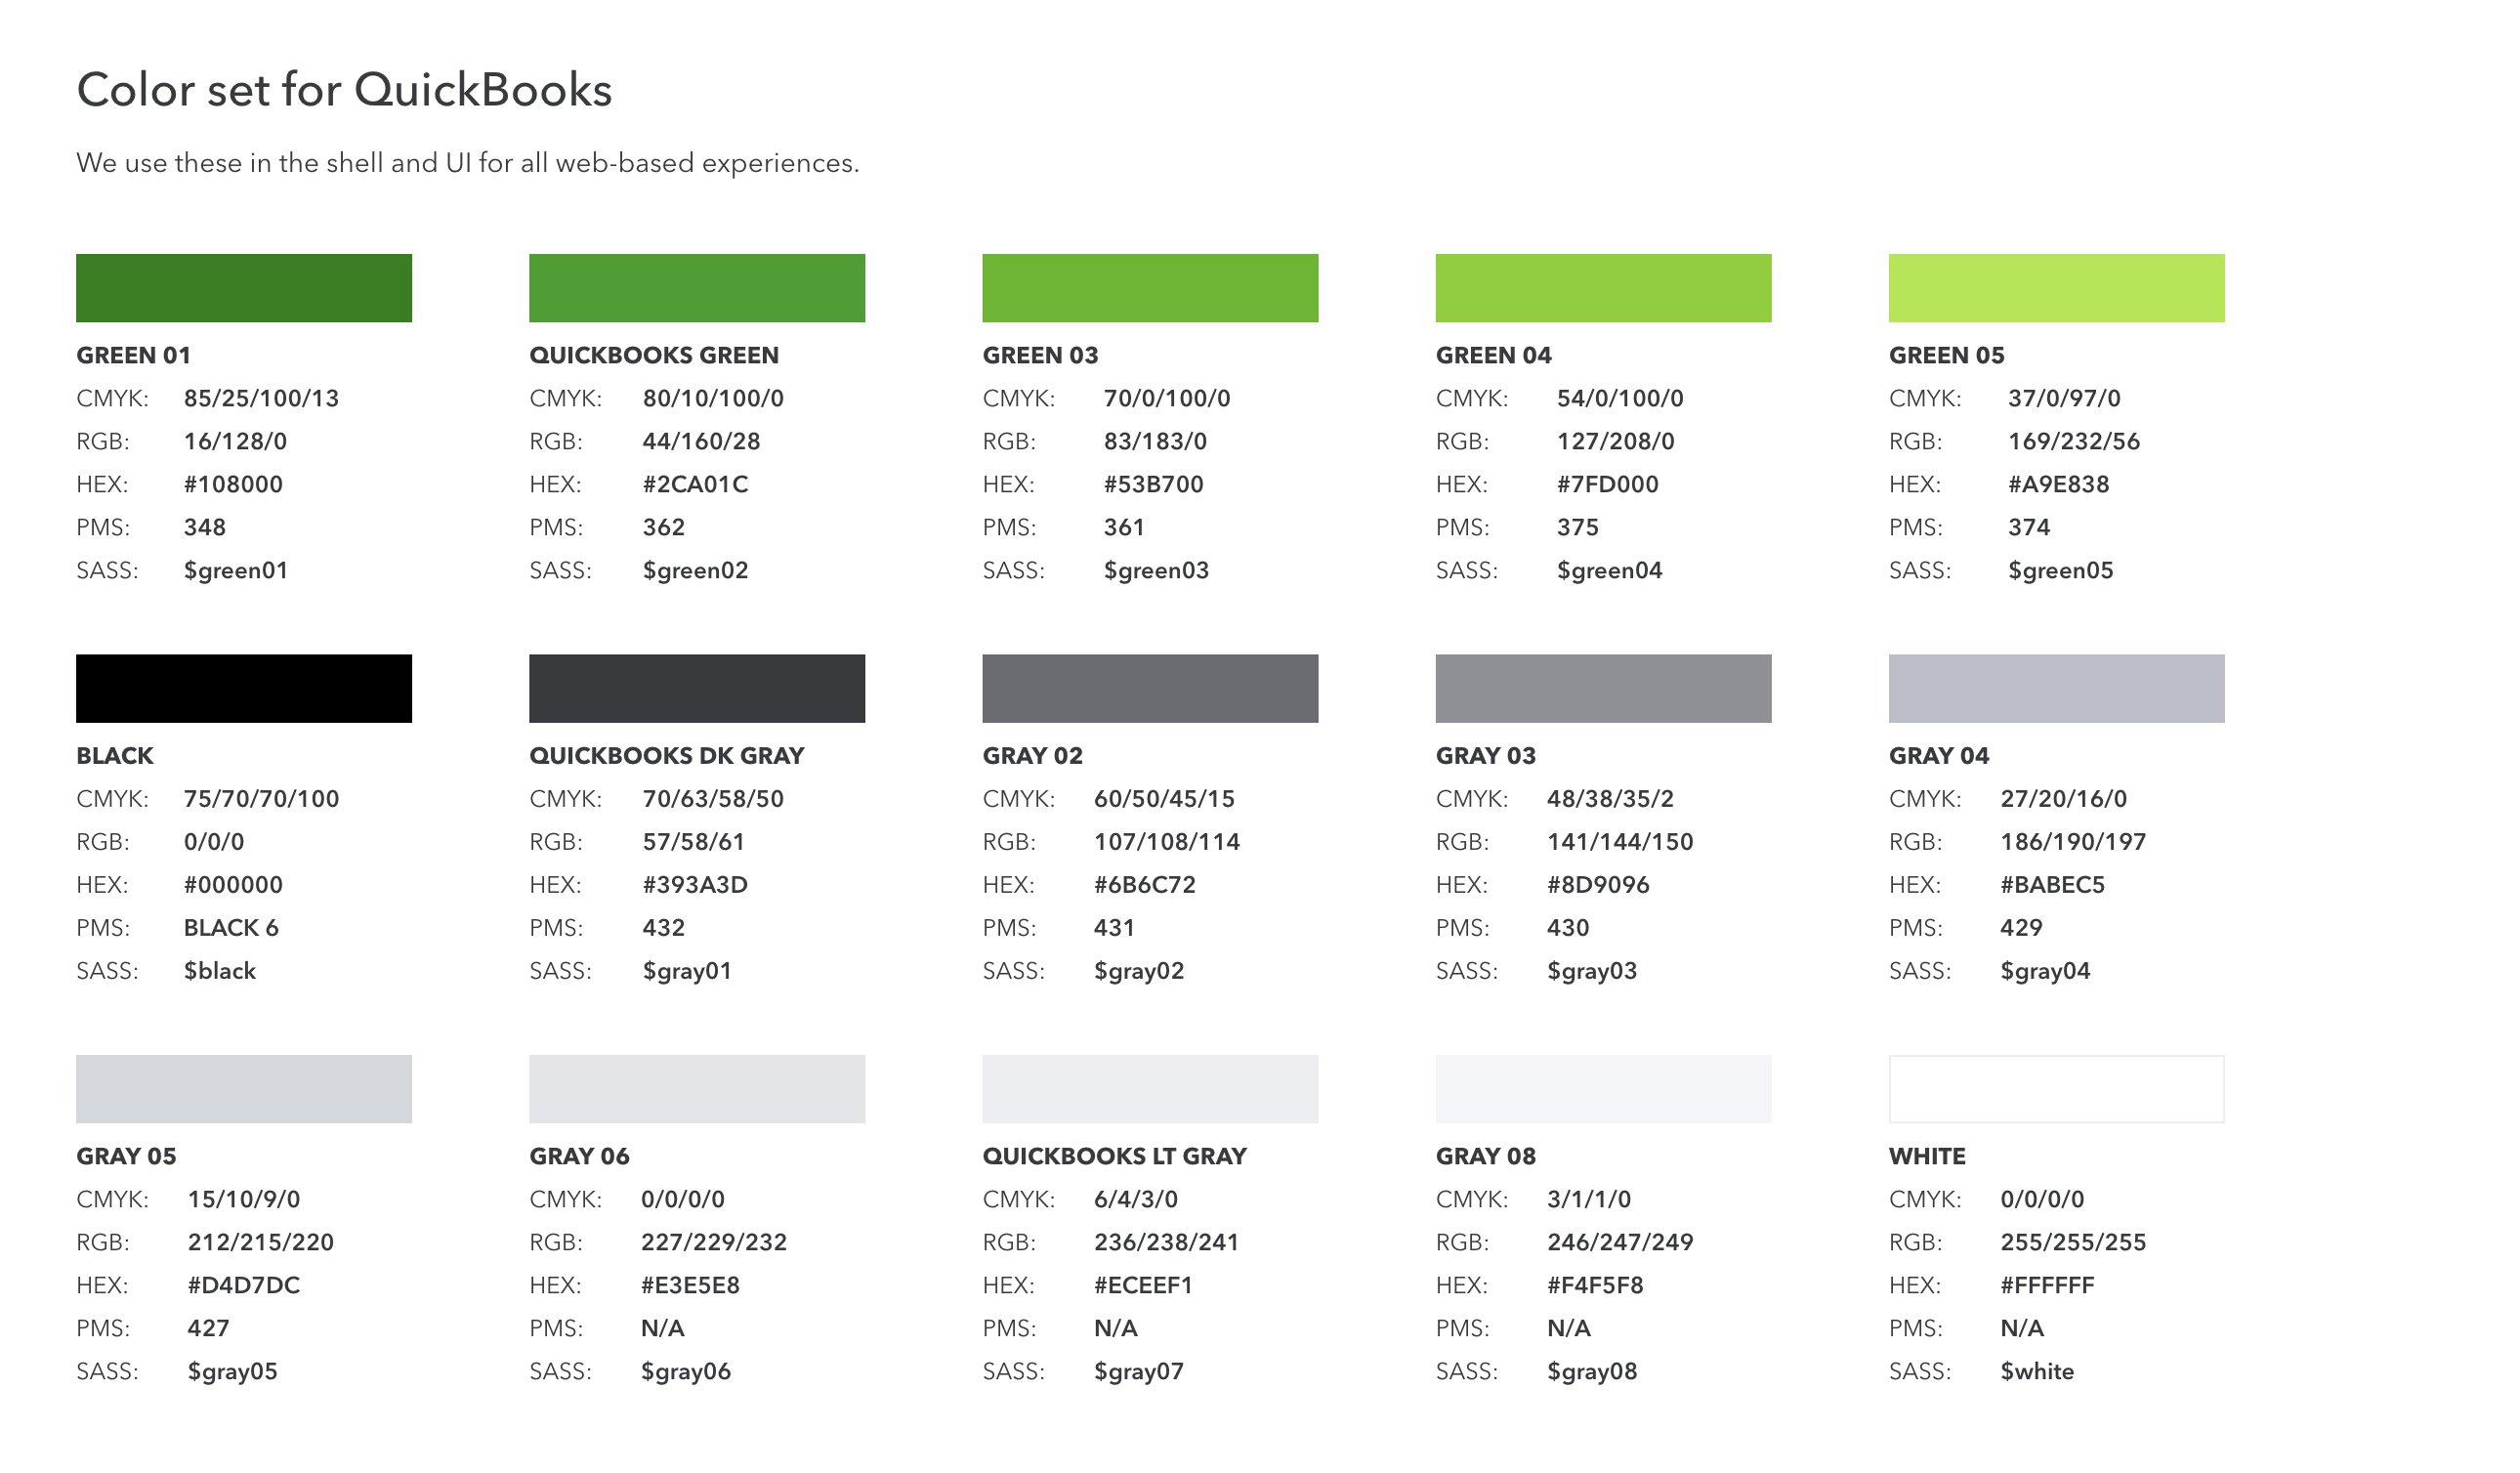 Color set for QuickBooks
We use these in the shell and UI for all web-based experiences.
GREEN 01
CMYK: 85/25/100/13
RGB: 16/128/0
HEX: #108000
PMS: 348
SASS: $green01
QUICKBOOKS GREEN
CMYK: 80/10/100/0
RGB: 44/160/28
HEX: #2CA01C
PMS: 362
SASS: $green02
GREEN 03
CMYK: 70/0/100/0
RGB: 83/183/0
HEX: #53B700
PMS: 361
SASS: $green03
GREEN 04
CMYK: 54/0/100/0
RGB: 127/208/0
HEX: #7FD000
PMS: 375
SASS: $green04
GREEN 05
CMYK: 37/0/97/0
RGB: 169/232/56
HEX: #A9E838
PMS: 374
SASS: $green05
BLACK
CMYK: 75/70/70/100
RGB: 0/0/0
HEX: #000000
PMS: BLACK 6
SASS: $black
QUICKBOOKS DK GRAY
CMYK: 70/63/58/50
RGB: 57/58/61
HEX: #393A3D
PMS: 432
SASS: $gray01
GRAY 02
CMYK: 60/50/45/15
RGB: 107/108/114
HEX: #6B6C72
PMS: 431
SASS: $gray02
GRAY 03
CMYK: 48/38/35/2
RGB: 141/144/150
HEX: #8D9096
PMS: 430
SASS: $gray03
GRAY 04
CMYK: 27/20/16/0
RGB: 186/190/197
HEX: #BABEC5
PMS: 429
SASS: $gray04
GRAY 05
CMYK: 15/10/9/0
RGB: 212/215/220
HEX: #D4D7DC
PMS: 427
SASS: $gray05
GRAY 06
CMYK: 0/0/0/0
RGB: 227/229/232
HEX: #E3E5E8
PMS: N/A
SASS: $gray06
QUICKBOOKS LT GRAY
CMYK: 6/4/3/0
RGB: 236/238/241
HEX: #ECEEF1
PMS: N/A
SASS: $gray07
GRAY 08
CMYK: 3/1/1/0
RGB: 246/247/249
HEX: #F4F5F8
PMS: N/A
SASS: $gray08
WHITE
CMYK: 0/0/0/0
RGB: 255/255/255
HEX: #FFFFFF
PMS: N/A
SASS: $white